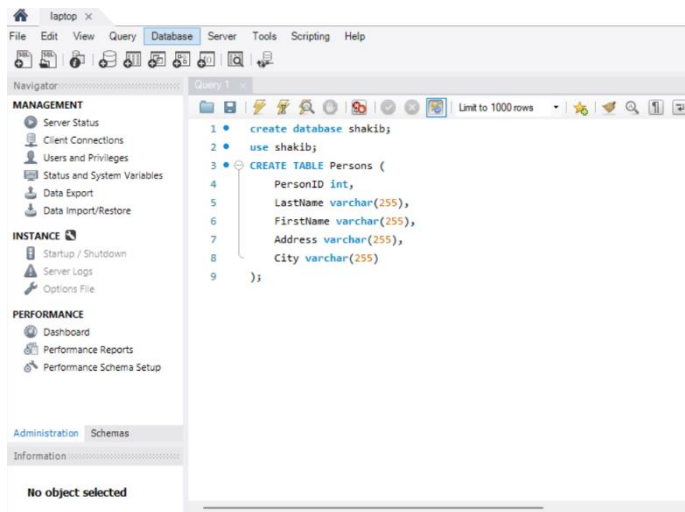 laptop ×
File Edit View Query Database Server Tools Scripting Help
Navigator
Query 1 ×
MANAGEMENT
Server Status
Client Connections
Users and Privileges
Status and System Variables
Data Export
Data Import/Restore
INSTANCE
Startup / Shutdown
Server Logs
Options File
PERFORMANCE
Dashboard
Performance Reports
Performance Schema Setup
Administration Schemas
Information
No object selected
Limit to 1000 rows
1 create database shakib;
2 use shakib;
3 CREATE TABLE Persons (
4 PersonID int,
5 LastName varchar(255),
6 FirstName varchar(255),
7 Address varchar(255),
8 City varchar(255)
9 );